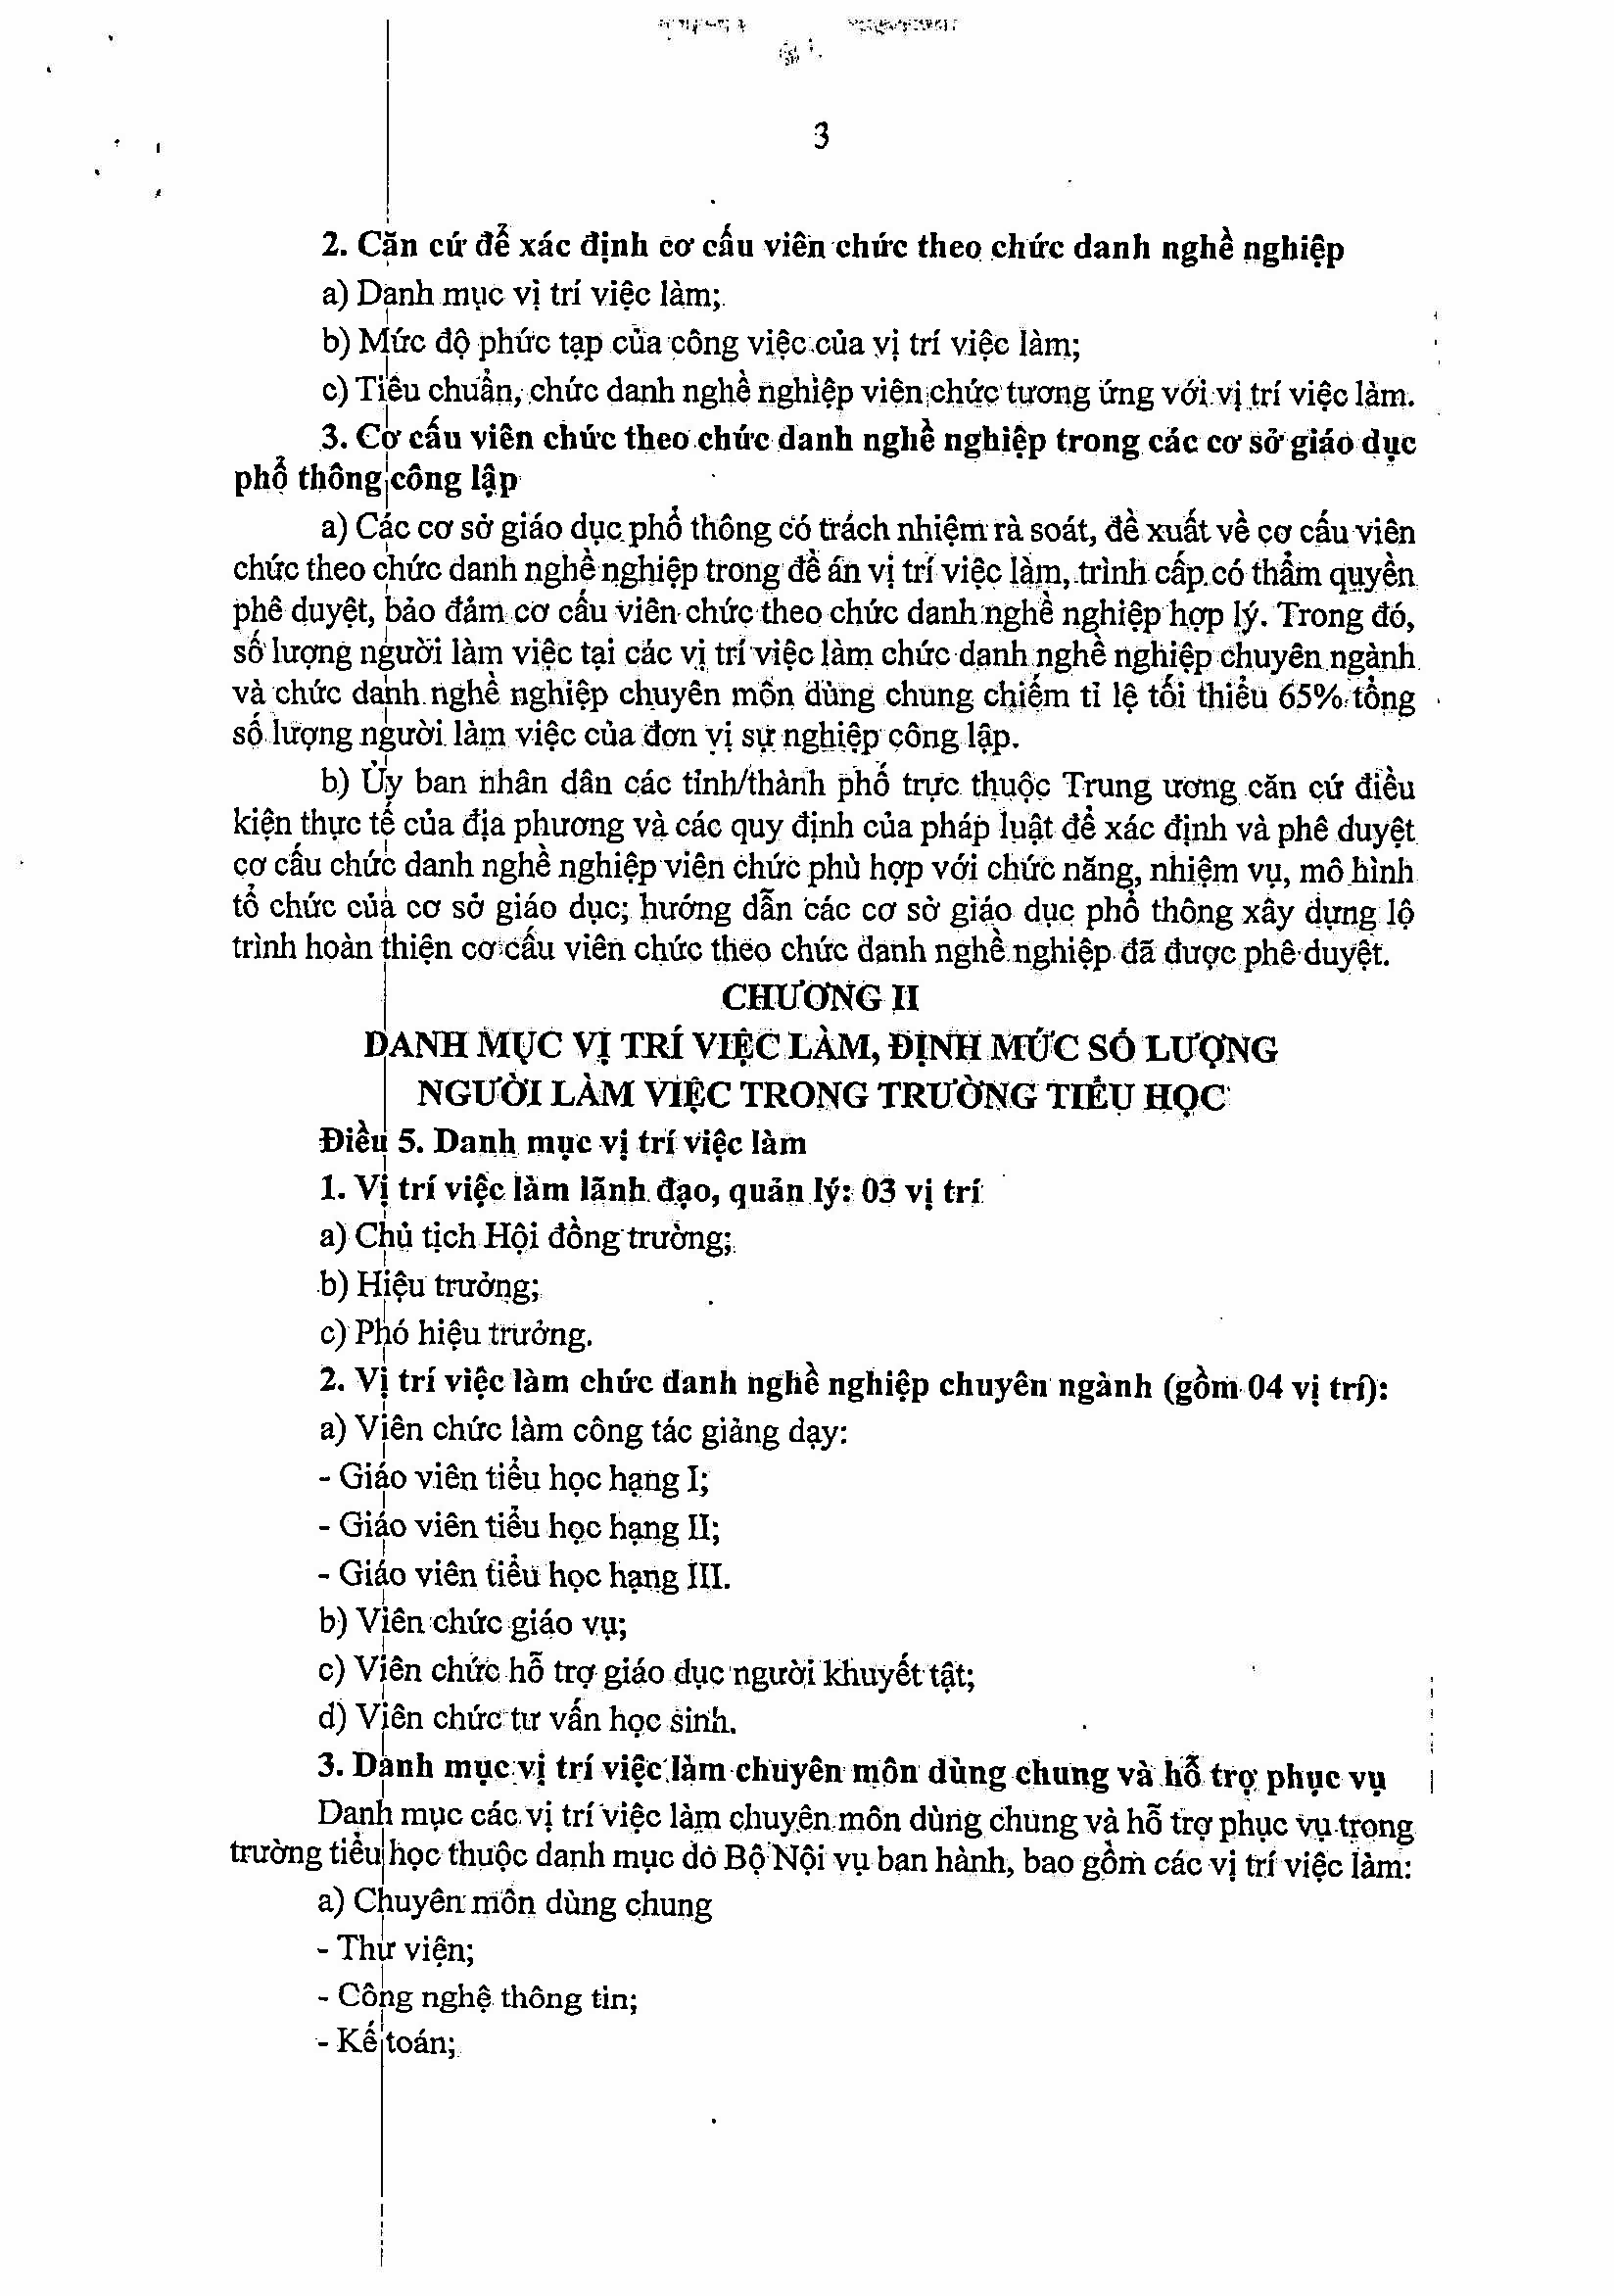 3
2. Căn cứ để xác định cơ cấu viên chức theo chức danh nghề nghiệp
a) Danh mục vị trí việc làm;
b) Mức độ phức tạp của công việc của vị trí việc làm;
c) Tiêu chuẩn, chức danh nghề nghiệp viên chức tương ứng với vị trí việc làm.
3. Cơ cấu viên chức theo chức danh nghề nghiệp trong các cơ sở giáo dục
phổ thông công lập
a) Các cơ sở giáo dục phổ thông có trách nhiệm rà soát, đề xuất về cơ cấu viên
chức theo chức danh nghề nghiệp trong đề án vị trí việc làm, trình cấp có thẩm quyền
phê duyệt, bảo đảm cơ cấu viên chức theo chức danh nghề nghiệp hợp lý. Trong đó,
số lượng người làm việc tại các vị trí việc làm chức danh nghề nghiệp chuyên ngành
và chức danh nghề nghiệp chuyên môn dùng chung chiếm tỉ lệ tối thiểu 65% tổng
số lượng người làm việc của đơn vị sự nghiệp công lập.
b) Ủy ban nhân dân các tỉnh/thành phố trực thuộc Trung ương căn cứ điều
kiện thực tế của địa phương và các quy định của pháp luật để xác định và phê duyệt
cơ cấu chức danh nghề nghiệp viên chức phù hợp với chức năng, nhiệm vụ, mô hình
tổ chức của cơ sở giáo dục; hướng dẫn các cơ sở giáo dục phổ thông xây dựng lộ
trình hoàn thiện cơ cấu viên chức theo chức danh nghề nghiệp đã được phê duyệt.
CHƯƠNG II
DANH MỤC VỊ TRÍ VIỆC LÀM, ĐỊNH MỨC SỐ LƯỢNG
NGƯỜI LÀM VIỆC TRONG TRƯỜNG TIỂU HỌC
Điều 5. Danh mục vị trí việc làm
1. Vị trí việc làm lãnh đạo, quản lý: 03 vị trí
a) Chủ tịch Hội đồng trường;
b) Hiệu trưởng;
c) Phó hiệu trưởng.
2. Vị trí việc làm chức danh nghề nghiệp chuyên ngành (gồm 04 vị trí):
a) Viên chức làm công tác giảng dạy:
- Giáo viên tiểu học hạng I;
- Giáo viên tiểu học hạng II;
- Giáo viên tiểu học hạng III.
b) Viên chức giáo vụ;
c) Viên chức hỗ trợ giáo dục người khuyết tật;
d) Viên chức tư vấn học sinh.
3. Danh mục vị trí việc làm chuyên môn dùng chung và hỗ trợ phục vụ
Danh mục các vị trí việc làm chuyên môn dùng chung và hỗ trợ phục vụ trong
trường tiểu học thuộc danh mục do Bộ Nội vụ ban hành, bao gồm các vị trí việc làm:
a) Chuyên môn dùng chung
- Thư viện;
- Công nghệ thông tin;
- Kế toán;